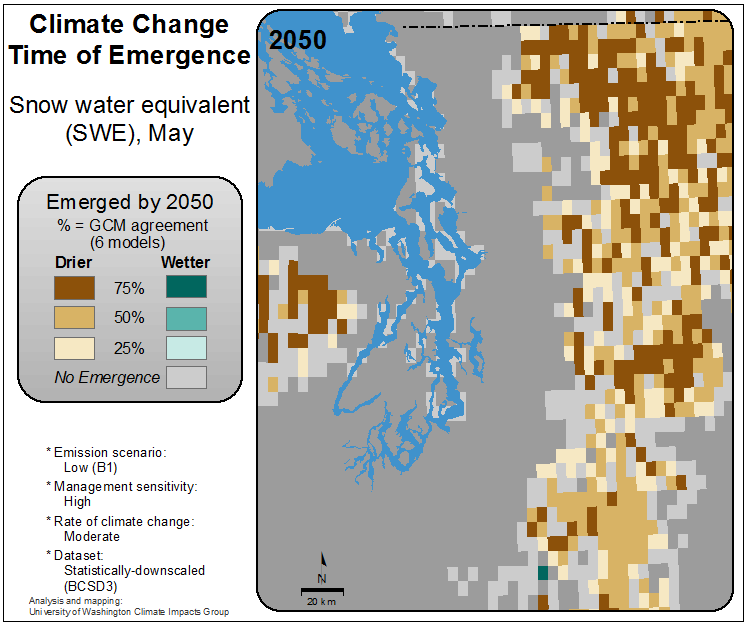 Climate Change
Time of Emergence
Snow water equivalent
(SWE), May
Emerged by 2050
% = GCM agreement
(6 models)
Drier Wetter
75%
50%
25%
No Emergence
* Emission scenario:
Low (B1)
* Management sensitivity:
High
* Rate of climate change:
Moderate
* Dataset:
Statistically-downscaled
(BCSD3)
Analysis and mapping:
University of Washington Climate Impacts Group
2050
N
20 km